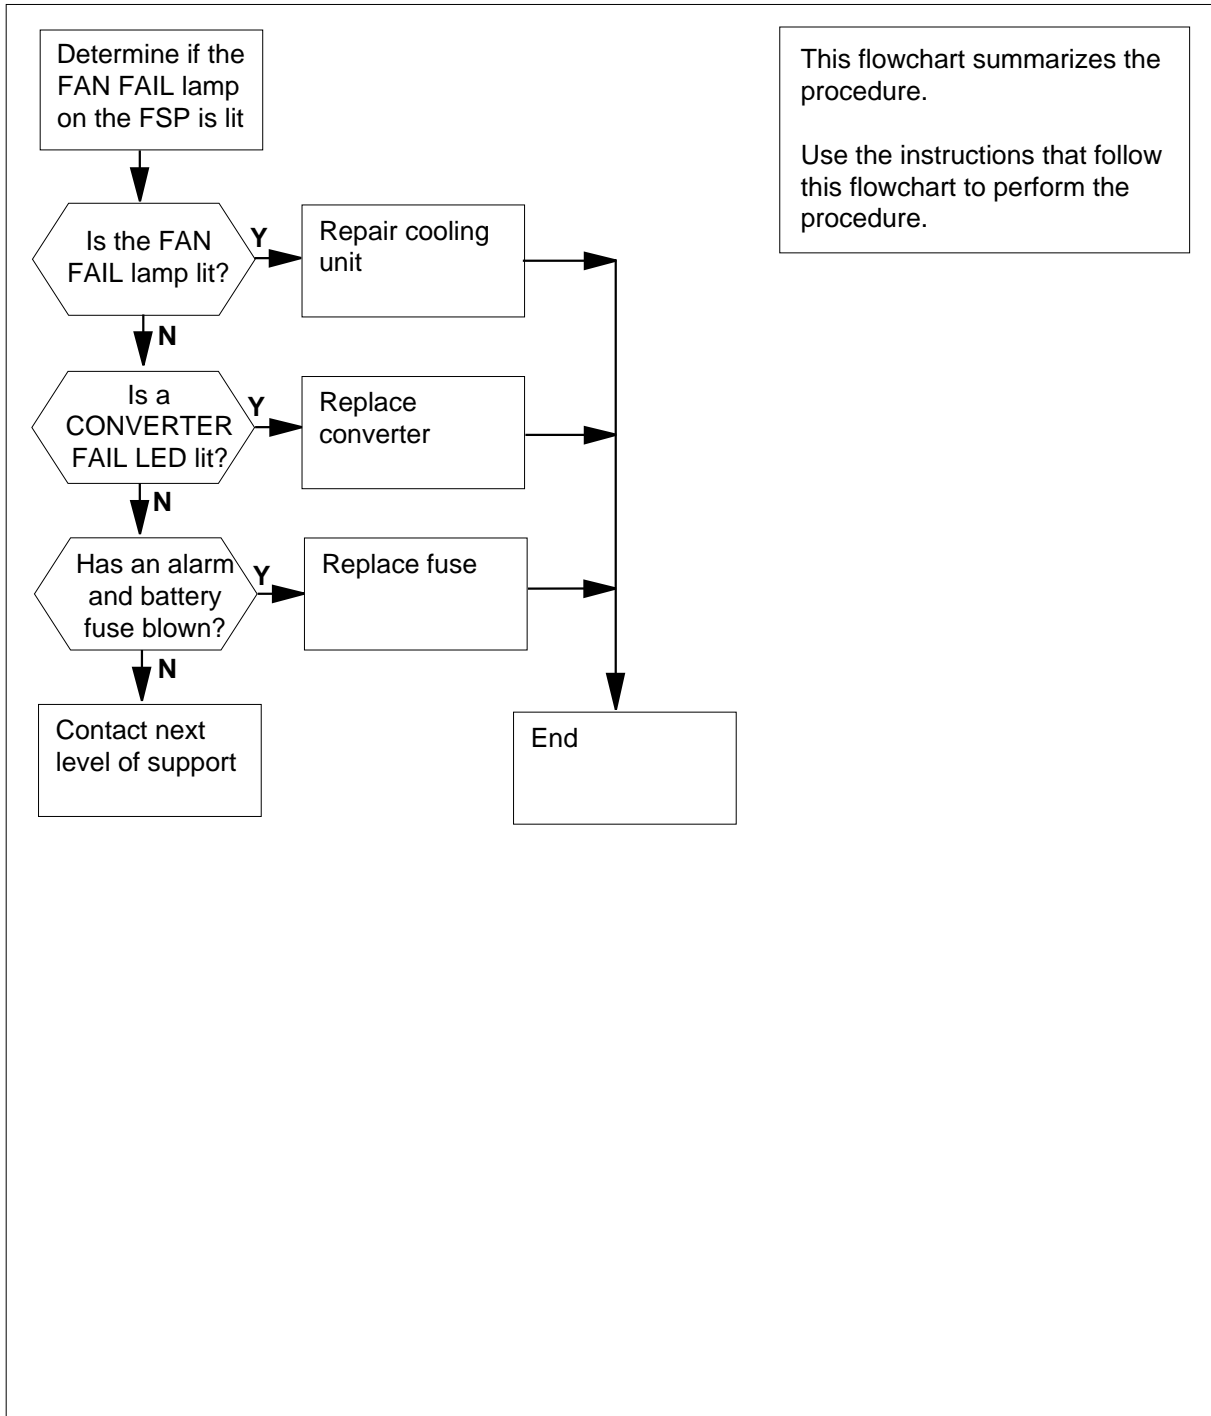 Determine if the
FAN FAIL lamp
on the FSP is lit
This flowchart summarizes the
procedure.
Use the instructions that follow
this flowchart to perform the
procedure.
Is the FAN
FAIL lamp lit?
Y
Repair cooling
unit
N
Is a
CONVERTER
FAIL LED lit?
Y
Replace
converter
N
Has an alarm
and battery
fuse blown?
Y
Replace fuse
N
Contact next
level of support
End